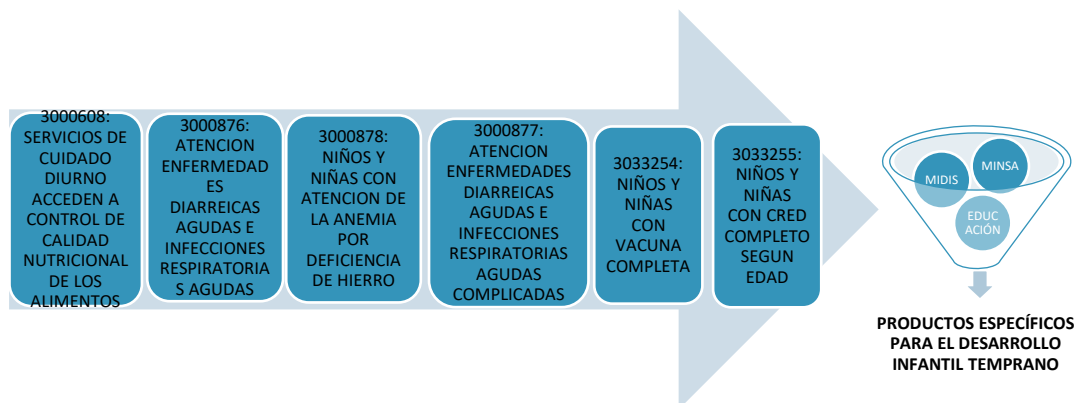 3000608:
SERVICIOS DE
CUIDADO
DIURNO
ACCEDEN A
CONTROL DE
CALIDAD
NUTRICIONAL
DE LOS
ALIMENTOS
3000876:
ATENCION
ENFERMEDAD
ES
DIARREICAS
AGUDAS E
INFECCIONES
RESPIRATORIA
S AGUDAS
3000878:
NIÑOS Y
NIÑAS CON
ATENCION DE
LA ANEMIA
POR
DEFICIENCIA
DE HIERRO
3000877:
ATENCION
ENFERMEDADES
DIARREICAS
AGUDAS E
INFECCIONES
RESPIRATORIAS
AGUDAS
COMPLICADAS
3033254:
NIÑOS Y
NIÑAS
CON
VACUNA
COMPLETA
3033255:
NIÑOS Y
NIÑAS
CON CRED
COMPLETO
SEGUN
EDAD
MIDIS
MINSA
EDUC
ACIÓN
PRODUCTOS ESPECÍFICOS
PARA EL DESARROLLO
INFANTIL TEMPRANO